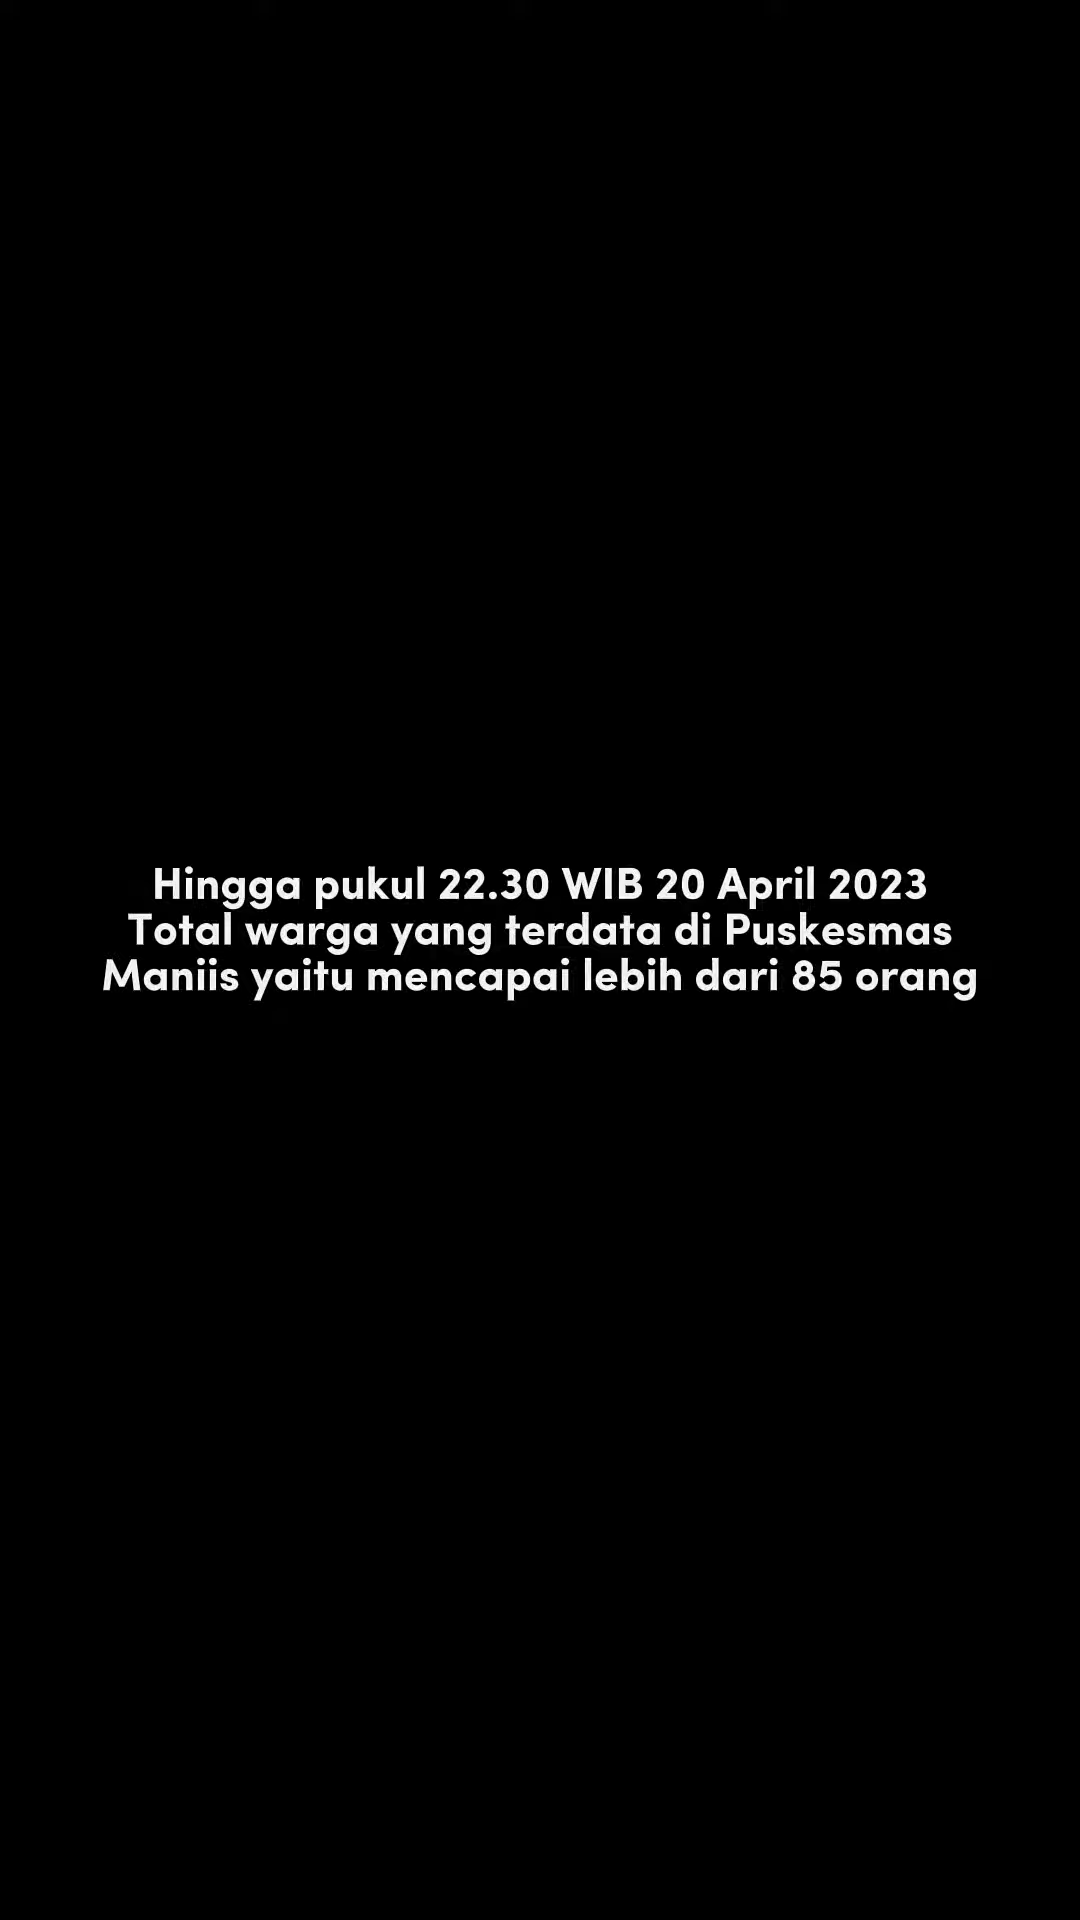 Hingga pukul 22.30 WIB 20 April 2023
Total warga yang terdata di Puskesmas
Maniis yaitu mencapai lebih dari 85 orang